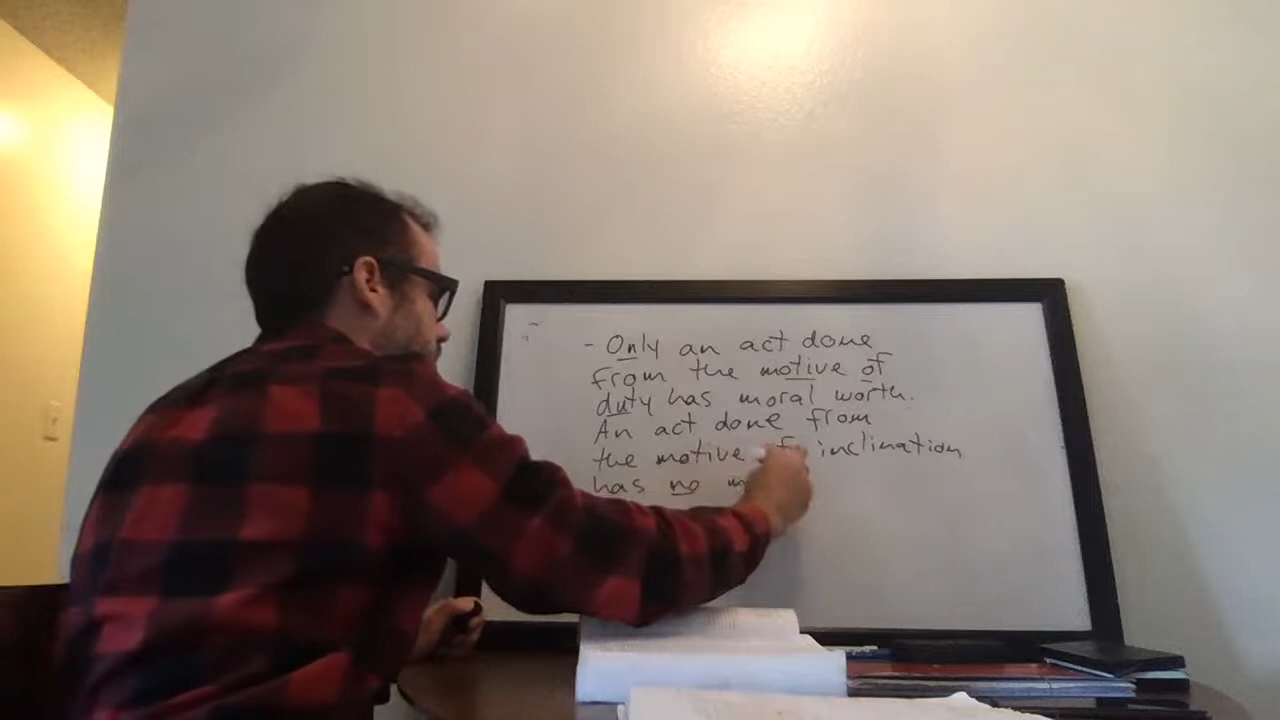 - Only an act done
from the motive of
duty has moral worth.
An act done from
the motive of inclination
has no